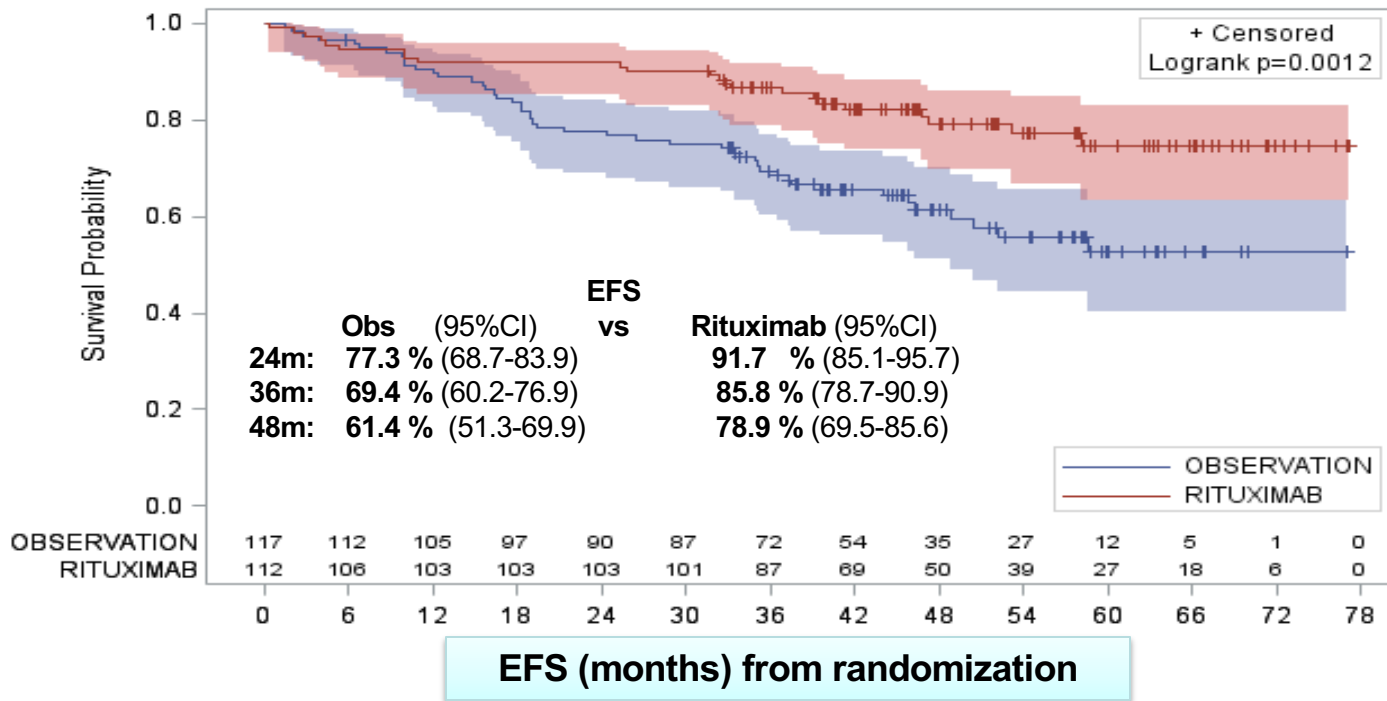 1.0
+ Censored
Logrank p=0.0012
0.8
0.6
0.4
0.2
0.0
Survival Probability
EFS
Obs (95%CI) vs Rituximab (95%CI)
24m: 77.3 % (68.7-83.9) 91.7 % (85.1-95.7)
36m: 69.4 % (60.2-76.9) 85.8 % (78.7-90.9)
48m: 61.4 % (51.3-69.9) 78.9 % (69.5-85.6)
OBSERVATION
RITUXIMAB
OBSERVATION 117 112 105 97 90 87 72 54 35 27 12 5 1 0
RITUXIMAB 112 106 103 103 103 101 87 69 50 39 27 18 6 0
0 6 12 18 24 30 36 42 48 54 60 66 72 78
EFS (months) from randomization